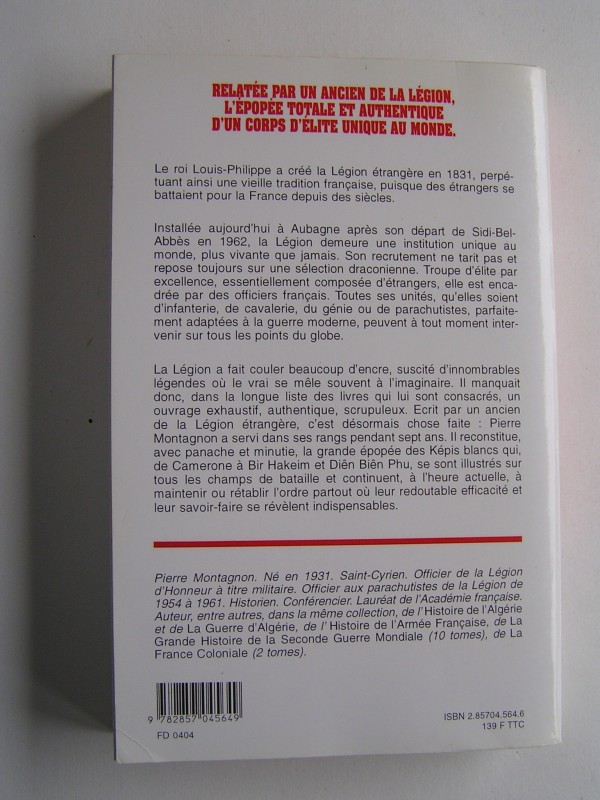 RELATÉE PAR UN ANCIEN DE LA LÉGION,
L'ÉPOPÉE TOTALE ET AUTHENTIQUE
D'UN CORPS D'ÉLITE UNIQUE AU MONDE.
Le roi Louis-Philippe a créé la Légion étrangère en 1831, perpé-
tuant ainsi une vieille tradition française, puisque des étrangers se
battaient pour la France depuis des siècles.
Installée aujourd'hui à Aubagne après son départ de Sidi-Bel-
Abbès en 1962, la Légion demeure une institution unique au
monde, plus vivante que jamais. Son recrutement ne tarit pas et
repose toujours sur une sélection draconienne. Troupe d'élite par
excellence, essentiellement composée d'étrangers, elle est enca-
drée par des officiers français. Toutes ses unités, qu'elles soient
d'infanterie, de cavalerie, du génie ou de parachutistes, parfaite-
ment adaptées à la guerre moderne, peuvent à tout moment inter-
venir sur tous les points du globe.
La Légion a fait couler beaucoup d'encre, suscité d'innombrables
légendes où le vrai se mêle souvent à l'imaginaire. Il manquait
donc, dans la longue liste des livres qui lui sont consacrés, un
ouvrage exhaustif, authentique, scrupuleux. Ecrit par un ancien
de la Légion étrangère, c'est désormais chose faite : Pierre
Montagnon a servi dans ses rangs pendant sept ans. Il reconstitue,
avec panache et minutie, la grande épopée des Képis blancs qui,
de Camerone à Bir Hakeim et Diên Biên Phu, se sont illustrés sur
tous les champs de bataille et continuent, à l'heure actuelle, à
maintenir ou rétablir l'ordre partout où leur redoutable efficacité et
leur savoir-faire se révèlent indispensables.
Pierre Montagnon. Né en 1931. Saint-Cyrien. Officier de la Légion
d'Honneur à titre militaire. Officier aux parachutistes de la Légion de
1954 à 1961. Historien. Conférencier. Lauréat de l'Académie française.
Auteur, entre autres, dans la même collection, de l'Histoire de l'Algérie
et de La Guerre d'Algérie, de l'Histoire de l'Armée Française, de La
Grande Histoire de la Seconde Guerre Mondiale (10 tomes), de La
France Coloniale (2 tomes).
9 782857 045649
FD 0404
ISBN 2.85704.564.6
139 F TTC